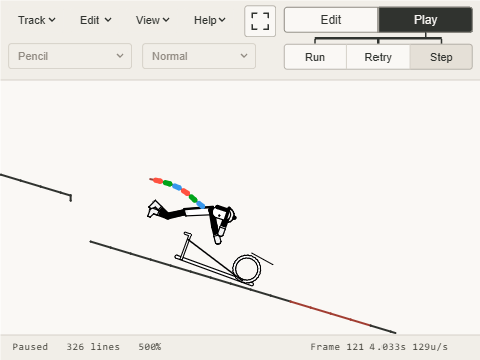 Track Edit View Help Edit Play
Pencil Normal Run Retry Step
Paused 326 lines 500% Frame 121 4.033s 129u/s